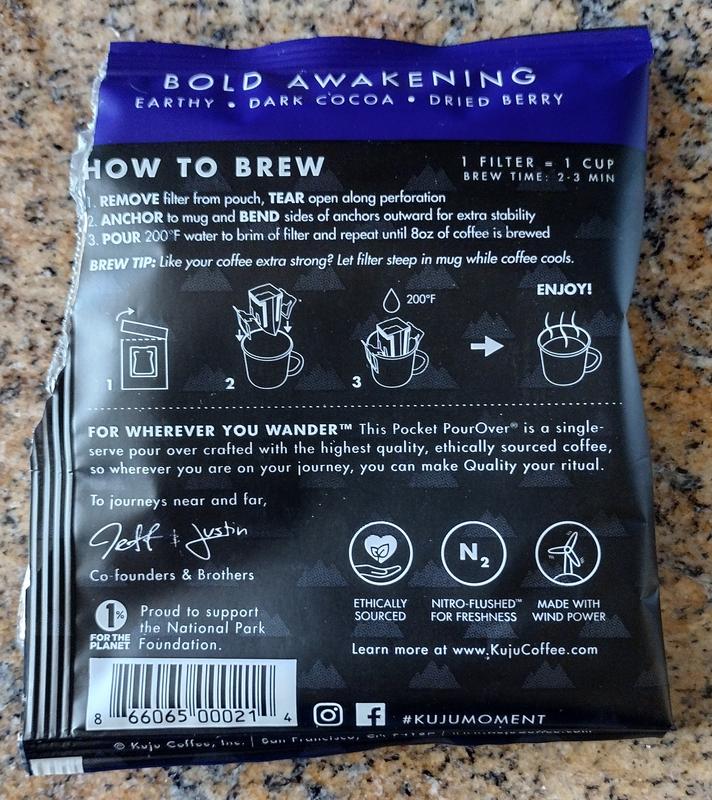 BOLD AWAKENING
EARTHY • DARK COCOA • DRIED BERRY
HOW TO BREW
1 FILTER = 1 CUP
BREW TIME: 2-3 MIN
1. REMOVE filter from pouch, TEAR open along perforation
2. ANCHOR to mug and BEND sides of anchors outward for extra stability
3. POUR 200°F water to brim of filter and repeat until 8oz of coffee is brewed
BREW TIP: Like your coffee extra strong? Let filter steep in mug while coffee cools.
1
2
3
200°F
ENJOY!
FOR WHEREVER YOU WANDER™ This Pocket PourOver® is a single-
serve pour over crafted with the highest quality, ethically sourced coffee,
so wherever you are on your journey, you can make Quality your ritual.
To journeys near and far,
Jeff & Justin
Co-founders & Brothers
1%
FOR THE
PLANET
Proud to support
the National Park
Foundation.
ETHICALLY
SOURCED
N2
NITRO-FLUSHED™
FOR FRESHNESS
MADE WITH
WIND POWER
Learn more at www.KujuCoffee.com
8 66065 00021 4
#KUJUMOMENT
© Kuju Coffee, Inc. | San Francisco, CA